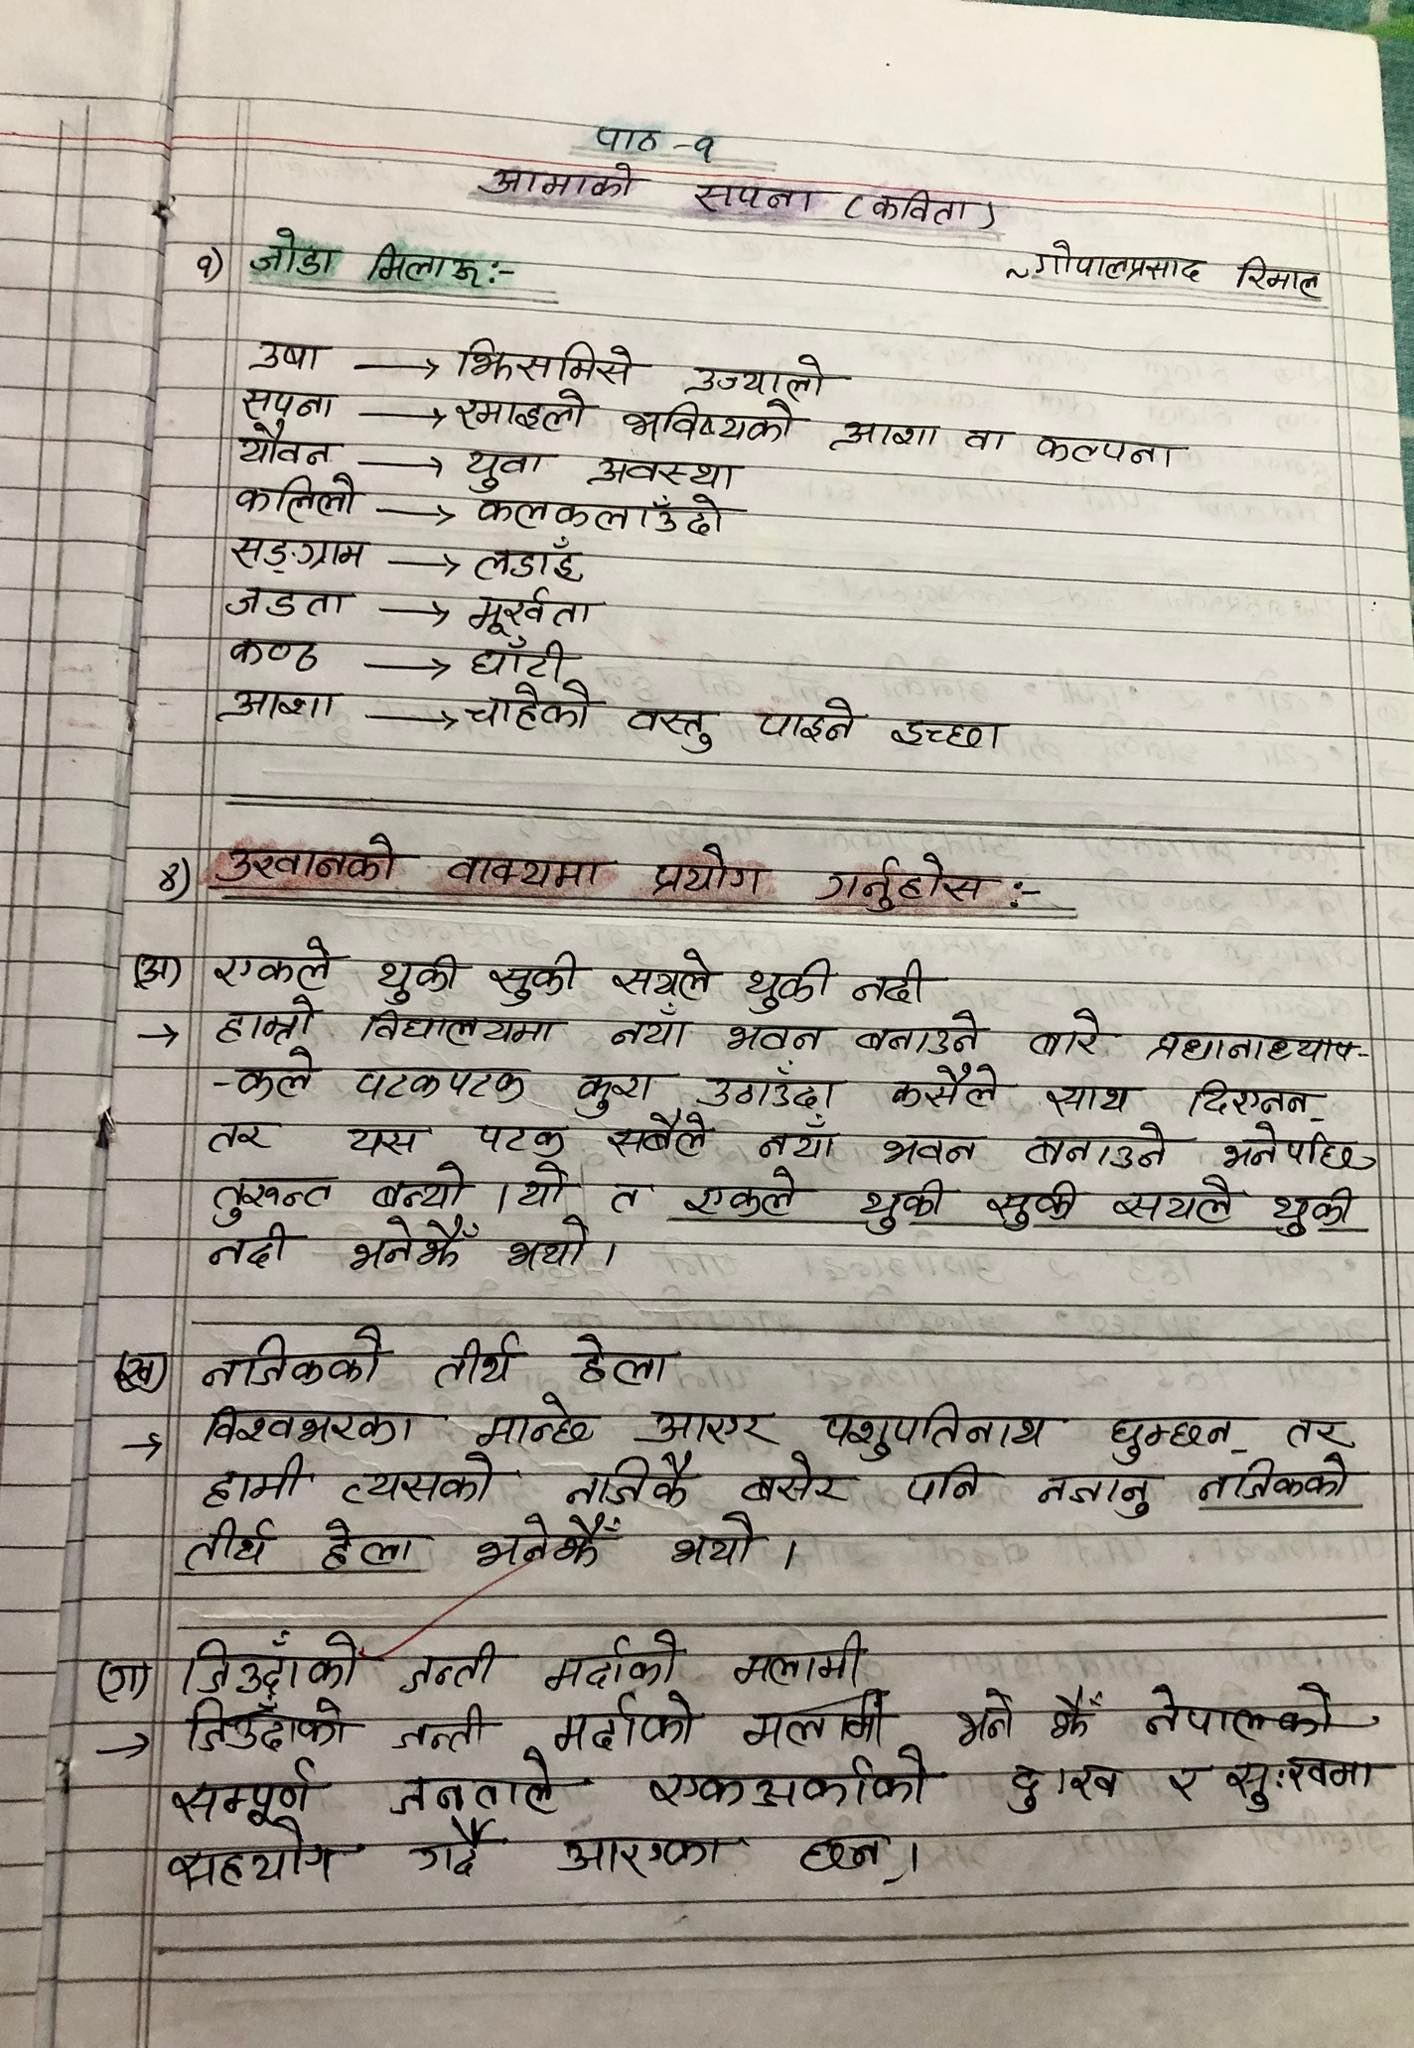 पाठ -१
आमाको सपना (कविता)
१) जोडा मिलाऊ:-
~गोपालप्रसाद रिमाल
उषा → झिसमिसे उज्यालो
सपना → रमाइलो भविष्यको आशा वा कल्पना
यौवन → युवा अवस्था
कलिलो → कलकलाउँदो
सङ्ग्राम → लडाइँ
जडता → मूर्खता
कण्ठ → घाँटी
आशा → चाहेको वस्तु पाइने इच्छा
४) उखानको वाक्यमा प्रयोग गर्नुहोस :-
(अ) एकले थुकी सुकी सयले थुकी नदी
→ हाम्रो विद्यालयमा नयाँ भवन बनाउने बारे प्रधानाध्याप-
-कले पटकपटक कुरा उठाउँदा कसैले साथ दिएनन्
तर यस पटक सबैले नयाँ भवन बनाउने भनेपछि
तुरुन्त बन्यो । यो त एकले थुकी सुकी सयले थुकी
नदी भनेझैँ भयो ।
(ख) नजिकको तीर्थ हेला
→ विश्वभरका मान्छे आएर पशुपतिनाथ घुम्छन् तर
हामी त्यसको नजिकै बसेर पनि नजानु नजिकको
तीर्थ हेला भनेझैँ भयो ।
(ग) जिउदाँको जन्ती मर्दाको मलामी
→ जिउँदाको जन्ती मर्दाको मलामी भने झैँ नेपालको
सम्पूर्ण जनताले एकअर्काको दुःख र सुःखमा
सहयोग गर्दै आएका छन् ।